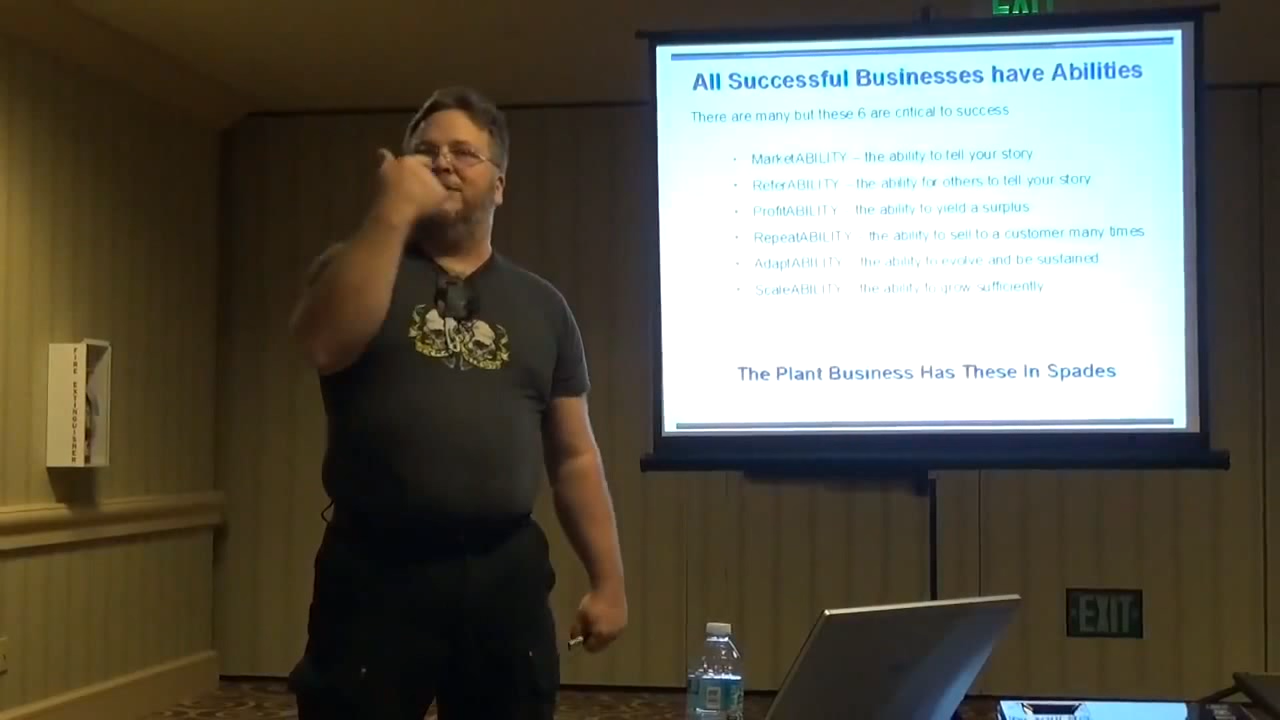 EXIT
All Successful Businesses have Abilities
There are many but these 6 are critical to success
· MarketABILITY – the ability to tell your story
· ReferABILITY – the ability for others to tell your story
· ProfitABILITY – the ability to yield a surplus
· RepeatABILITY – the ability to sell to a customer many times
· AdaptABILITY – the ability to evolve and be sustained
· ScaleABILITY – the ability to grow sufficiently
The Plant Business Has These In Spades
FIRE EXTINGUISHER
EXIT